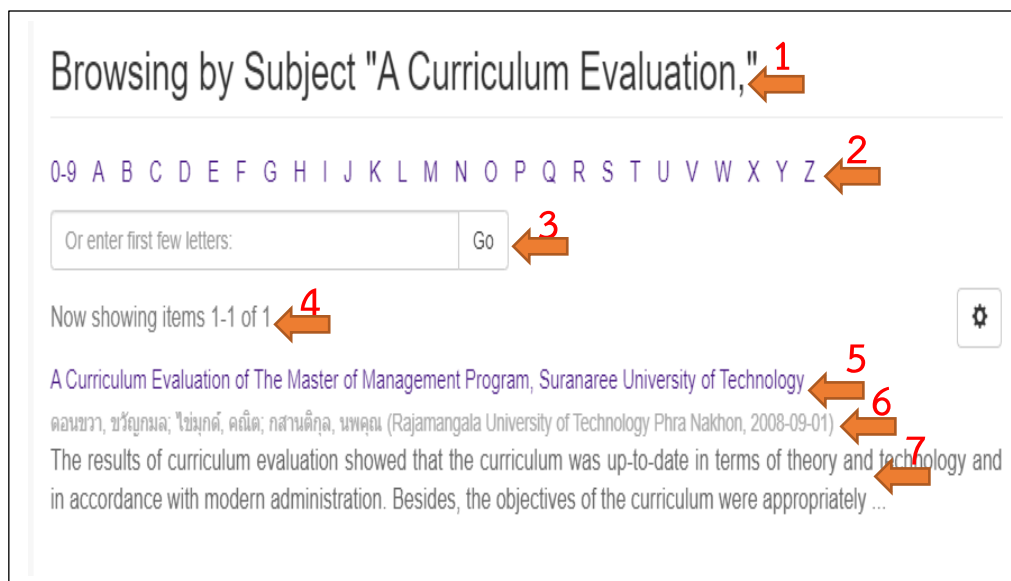 Browsing by Subject "A Curriculum Evaluation," 1
0-9 A B C D E F G H I J K L M N O P Q R S T U V W X Y Z 2
Or enter first few letters: Go 3
Now showing items 1-1 of 1 4
A Curriculum Evaluation of The Master of Management Program, Suranaree University of Technology 5
ดอนขวา, ขวัญกมล; ไข่มุกด์, คณิต; กสานติกุล, นพคุณ (Rajamangala University of Technology Phra Nakhon, 2008-09-01) 6
The results of curriculum evaluation showed that the curriculum was up-to-date in terms of theory and technology and 7
in accordance with modern administration. Besides, the objectives of the curriculum were appropriately ...